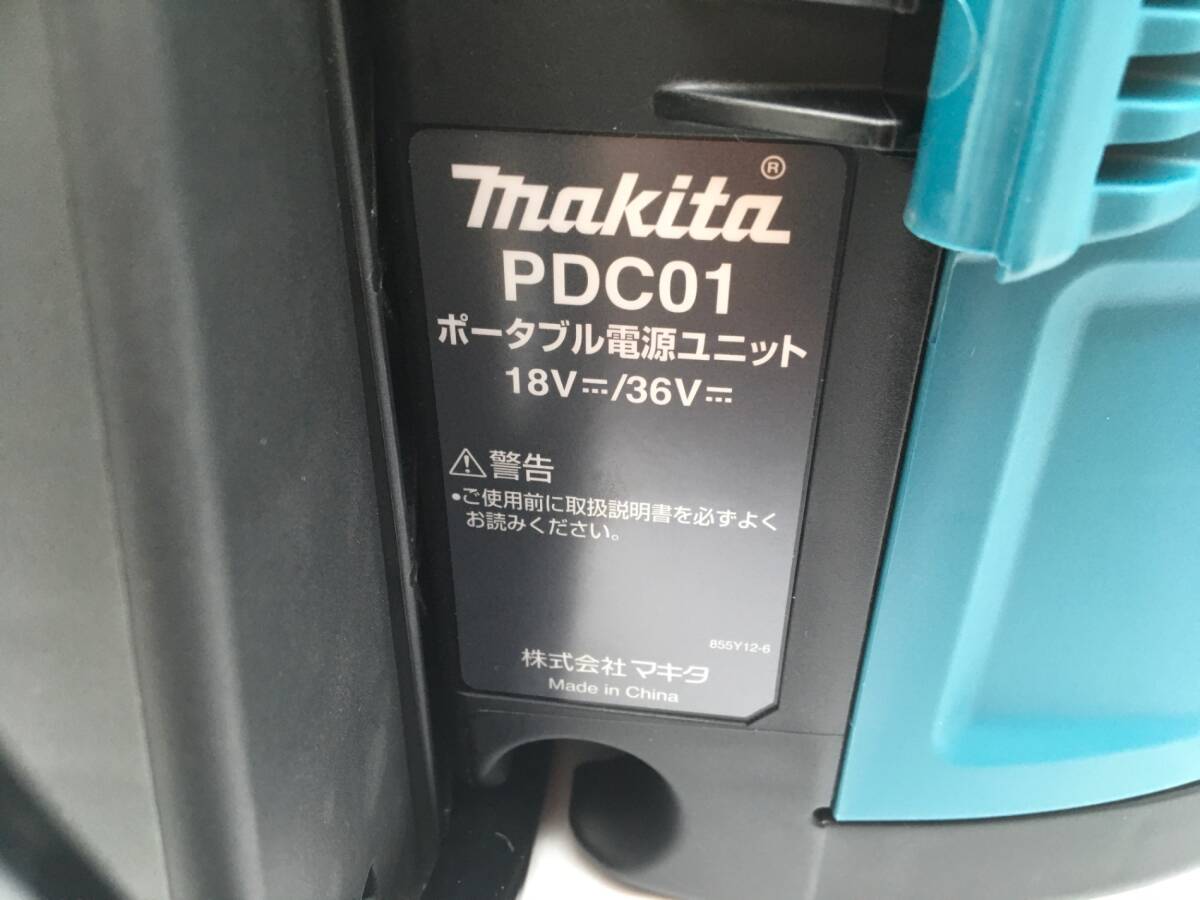 makita®
PDC01
ポータブル電源ユニット
18V⎓/36V⎓
⚠警告
•ご使用前に取扱説明書を必ずよく
お読みください。
855Y12-6
株式会社マキタ
Made in China